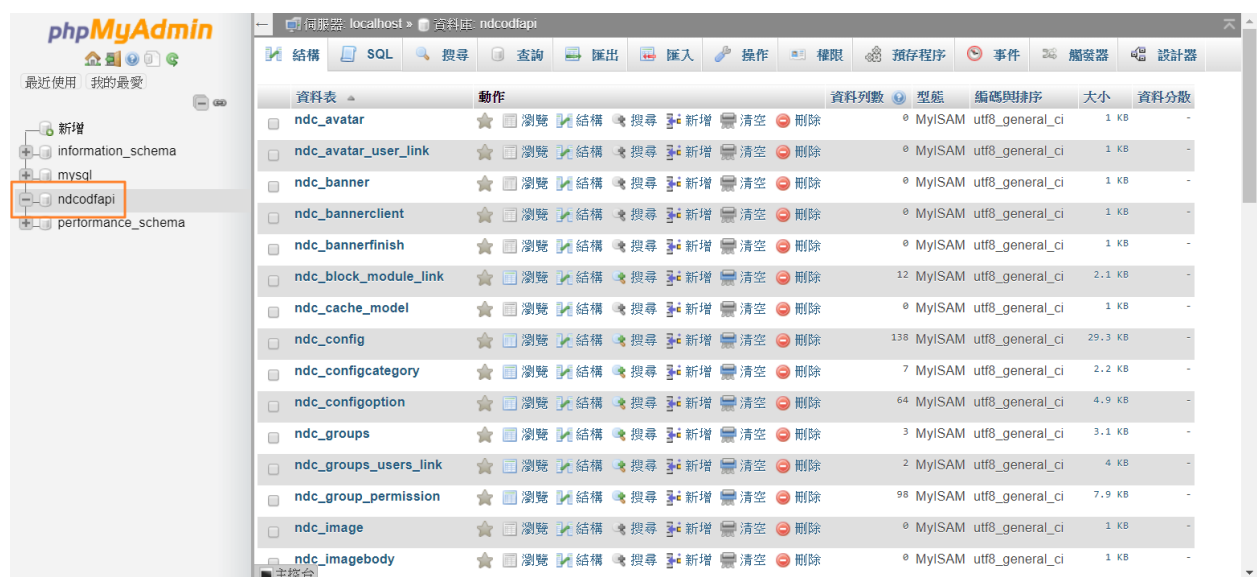 phpMyAdmin
最近使用 我的最愛
新增
information_schema
mysql
ndcodfapi
performance_schema
伺服器: localhost » 資料庫: ndcodfapi
結構 SQL 搜尋 查詢 匯出 匯入 操作 權限 預存程序 事件 觸發器 設計器
資料表 動作 資料列數 型態 編碼與排序 大小 資料分散
ndc_avatar 瀏覽 結構 搜尋 新增 清空 刪除 0 MyISAM utf8_general_ci 1 KB -
ndc_avatar_user_link 瀏覽 結構 搜尋 新增 清空 刪除 0 MyISAM utf8_general_ci 1 KB -
ndc_banner 瀏覽 結構 搜尋 新增 清空 刪除 0 MyISAM utf8_general_ci 1 KB -
ndc_bannerclient 瀏覽 結構 搜尋 新增 清空 刪除 0 MyISAM utf8_general_ci 1 KB -
ndc_bannerfinish 瀏覽 結構 搜尋 新增 清空 刪除 0 MyISAM utf8_general_ci 1 KB -
ndc_block_module_link 瀏覽 結構 搜尋 新增 清空 刪除 12 MyISAM utf8_general_ci 2.1 KB -
ndc_cache_model 瀏覽 結構 搜尋 新增 清空 刪除 0 MyISAM utf8_general_ci 1 KB -
ndc_config 瀏覽 結構 搜尋 新增 清空 刪除 138 MyISAM utf8_general_ci 29.3 KB -
ndc_configcategory 瀏覽 結構 搜尋 新增 清空 刪除 7 MyISAM utf8_general_ci 2.2 KB -
ndc_configoption 瀏覽 結構 搜尋 新增 清空 刪除 64 MyISAM utf8_general_ci 4.9 KB -
ndc_groups 瀏覽 結構 搜尋 新增 清空 刪除 3 MyISAM utf8_general_ci 3.1 KB -
ndc_groups_users_link 瀏覽 結構 搜尋 新增 清空 刪除 2 MyISAM utf8_general_ci 4 KB -
ndc_group_permission 瀏覽 結構 搜尋 新增 清空 刪除 98 MyISAM utf8_general_ci 7.9 KB -
ndc_image 瀏覽 結構 搜尋 新增 清空 刪除 0 MyISAM utf8_general_ci 1 KB -
ndc_imagebody 瀏覽 結構 搜尋 新增 清空 刪除 0 MyISAM utf8_general_ci 1 KB -
主控台